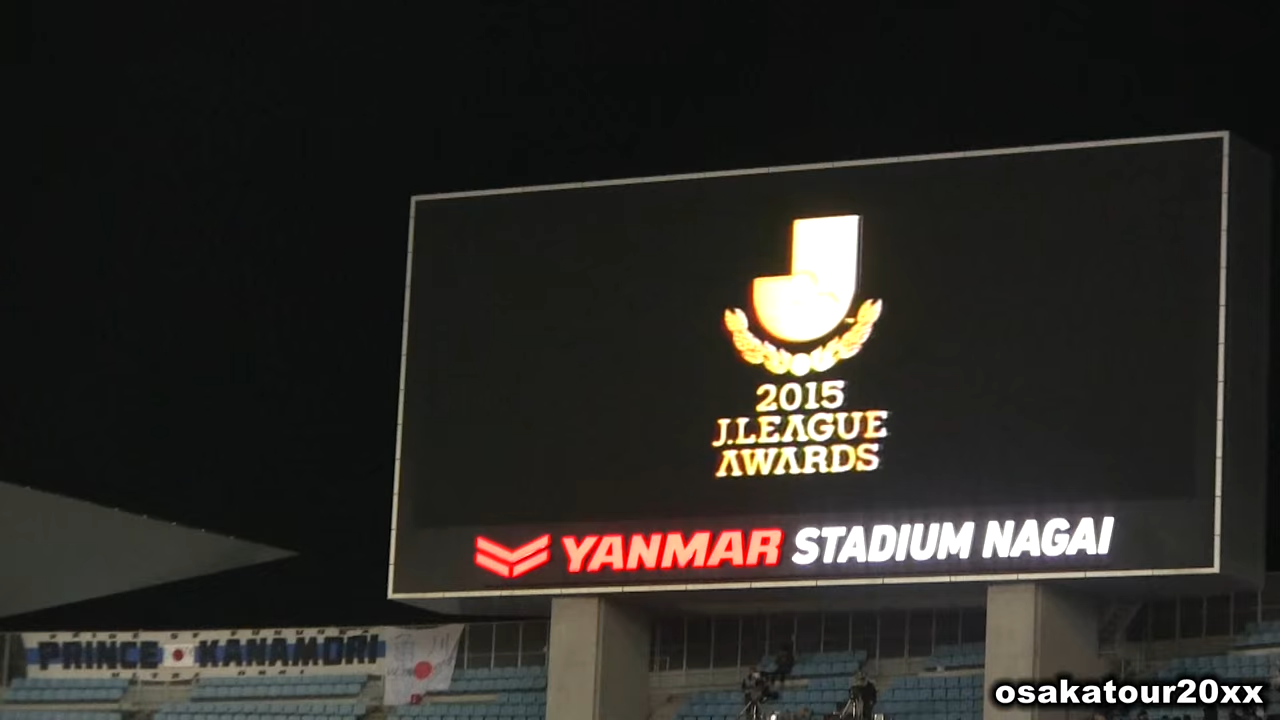 2015
J.LEAGUE
AWARDS
YANMAR STADIUM NAGAI
PRINCE KANAMORI
osakatour20xx